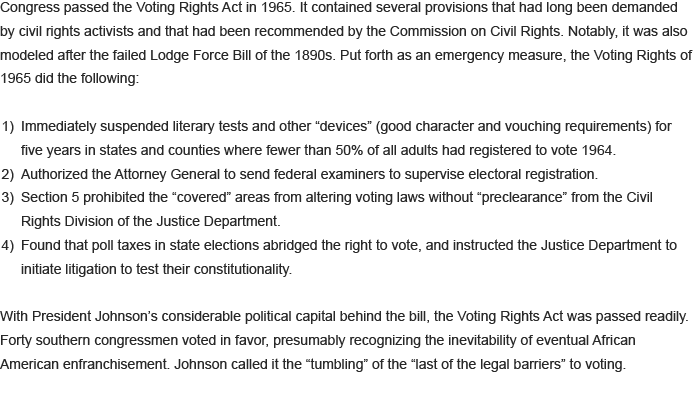 Congress passed the Voting Rights Act in 1965. It contained several provisions that had long been demanded
by civil rights activists and that had been recommended by the Commission on Civil Rights. Notably, it was also
modeled after the failed Lodge Force Bill of the 1890s. Put forth as an emergency measure, the Voting Rights of
1965 did the following:
1) Immediately suspended literary tests and other “devices” (good character and vouching requirements) for
five years in states and counties where fewer than 50% of all adults had registered to vote 1964.
2) Authorized the Attorney General to send federal examiners to supervise electoral registration.
3) Section 5 prohibited the “covered” areas from altering voting laws without “preclearance” from the Civil
Rights Division of the Justice Department.
4) Found that poll taxes in state elections abridged the right to vote, and instructed the Justice Department to
initiate litigation to test their constitutionality.
With President Johnson’s considerable political capital behind the bill, the Voting Rights Act was passed readily.
Forty southern congressmen voted in favor, presumably recognizing the inevitability of eventual African
American enfranchisement. Johnson called it the “tumbling” of the “last of the legal barriers” to voting.